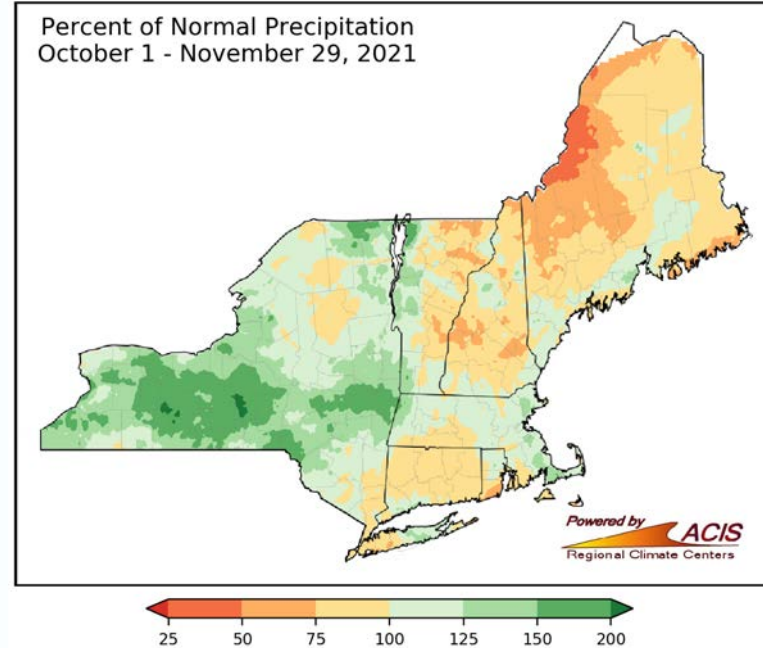 Percent of Normal Precipitation
October 1 - November 29, 2021
Powered by
ACIS
Regional Climate Centers
25 50 75 100 125 150 200